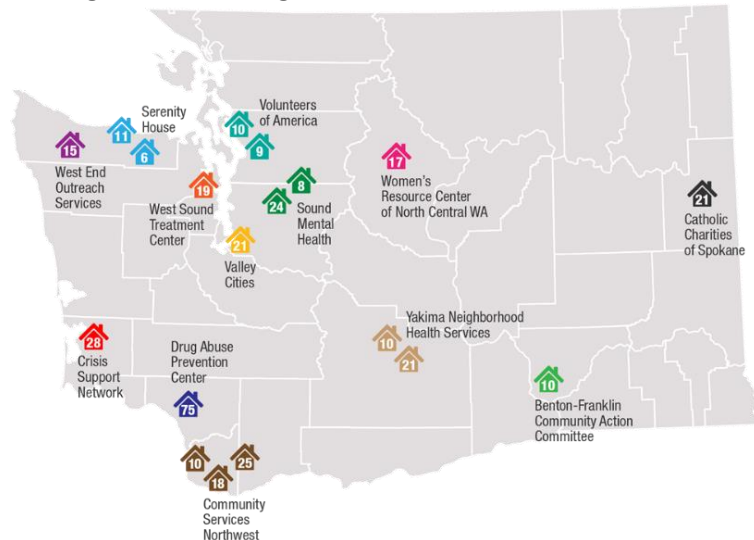 Serenity
House
11
6
Volunteers
of America
10
9
15
West End
Outreach
Services
19
West Sound
Treatment
Center
8
24
Sound
Mental
Health
17
Women's
Resource Center
of North Central WA
21
Catholic
Charities
of Spokane
21
Valley
Cities
28
Crisis
Support
Network
Drug Abuse
Prevention
Center
75
Yakima Neighborhood
Health Services
10
21
10
Benton-Franklin
Community Action
Committee
10
18
25
Community
Services
Northwest